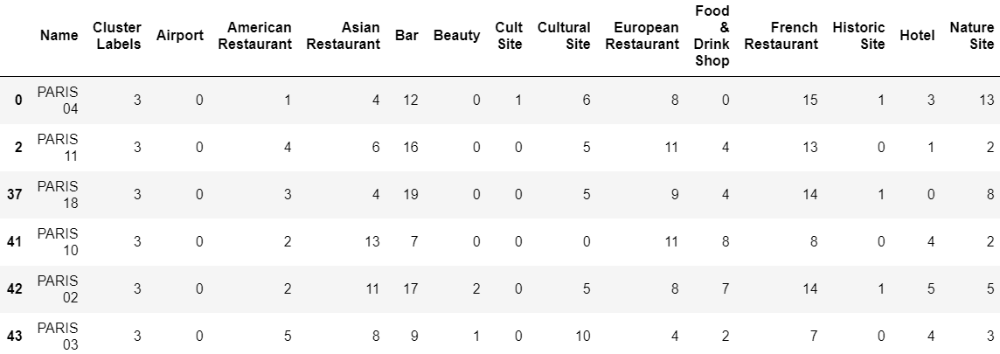 Name Cluster Labels Airport American Restaurant Asian Restaurant Bar Beauty Cult Site Cultural Site European Restaurant Food & Drink Shop French Restaurant Historic Site Hotel Nature Site
0 PARIS 04 3 0 1 4 12 0 1 6 8 0 15 1 3 13
2 PARIS 11 3 0 4 6 16 0 0 5 11 4 13 0 1 2
37 PARIS 18 3 0 3 4 19 0 0 5 9 4 14 1 0 8
41 PARIS 10 3 0 2 13 7 0 0 0 11 8 8 0 4 2
42 PARIS 02 3 0 2 11 17 2 0 5 8 7 14 1 5 5
43 PARIS 03 3 0 5 8 9 1 0 10 4 2 7 0 4 3